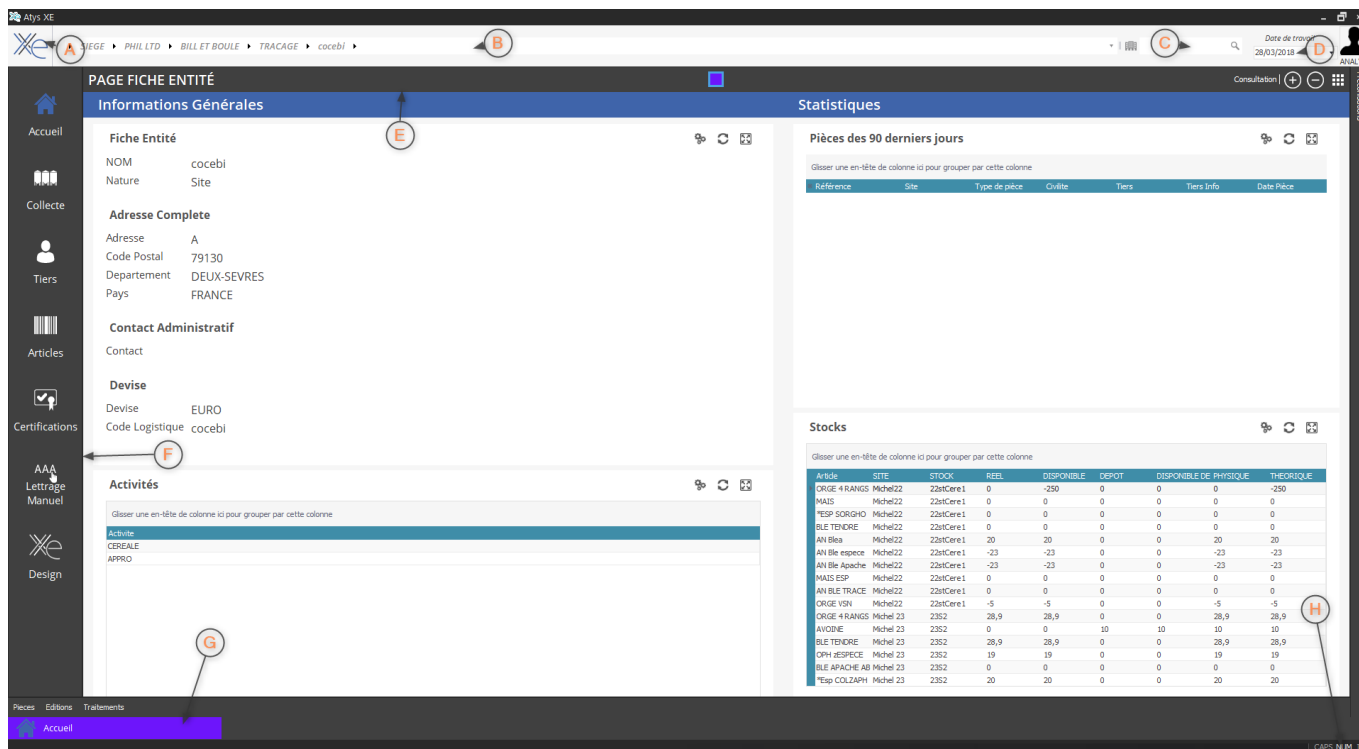 Atys XE
Xe A SIEGE PHIL LTD BILL ET BOULE TRACAGE cocebi B C Date de travail
28/03/2018 D
ANAL
PAGE FICHE ENTITÉ Consultation
Informations Générales Statistiques
E
Accueil
Collecte
Tiers
Articles
Certifications
AAA
Lettrage
Manuel
Xe
Design
F
Fiche Entité
NOM cocebi
Nature Site
Adresse Complete
Adresse A
Code Postal 79130
Departement DEUX-SEVRES
Pays FRANCE
Contact Administratif
Contact
Devise
Devise EURO
Code Logistique cocebi
Activités
Glisser une en-tête de colonne ici pour grouper par cette colonne
Activite
CEREALE
APPRO
G
Pièces des 90 derniers jours
Glisser une en-tête de colonne ici pour grouper par cette colonne
Référence Site Type de pièce Civilite Tiers Tiers Info Date Pièce
Stocks
Glisser une en-tête de colonne ici pour grouper par cette colonne
Article SITE STOCK REEL DISPONIBLE DEPOT DISPONIBLE DE PHYSIQUE THEORIQUE
ORGE 4 RANGS Michel22 22stCere1 0 -250 0 0 0 -250
MAIS Michel22 22stCere1 0 0 0 0 0 0
*ESP SORGHO Michel22 22stCere1 0 0 0 0 0 0
BLE TENDRE Michel22 22stCere1 0 0 0 0 0 0
AN Blea Michel22 22stCere1 20 20 0 0 20 20
AN Ble espece Michel22 22stCere1 -23 -23 0 0 -23 -23
AN Ble Apache Michel22 22stCere1 -23 -23 0 0 -23 -23
MAIS ESP Michel22 22stCere1 0 0 0 0 0 0
AN BLE TRACE Michel22 22stCere1 0 0 0 0 0 0
ORGE VSN Michel22 22stCere1 -5 -5 0 0 -5 -5
ORGE 4 RANGS Michel 23 23S2 28,9 28,9 0 0 28,9 28,9
AVOINE Michel 23 23S2 0 0 10 10 10 10
BLE TENDRE Michel 23 23S2 28,9 28,9 0 0 28,9 28,9
OPH zESPECE Michel 23 23S2 19 19 0 0 19 19
BLE APACHE AB Michel 23 23S2 0 0 0 0 0 0
*Esp COLZAPH Michel 23 23S2 20 20 0 0 20 20
H
Pieces Editions Traitements
Accueil
CAPS NUM